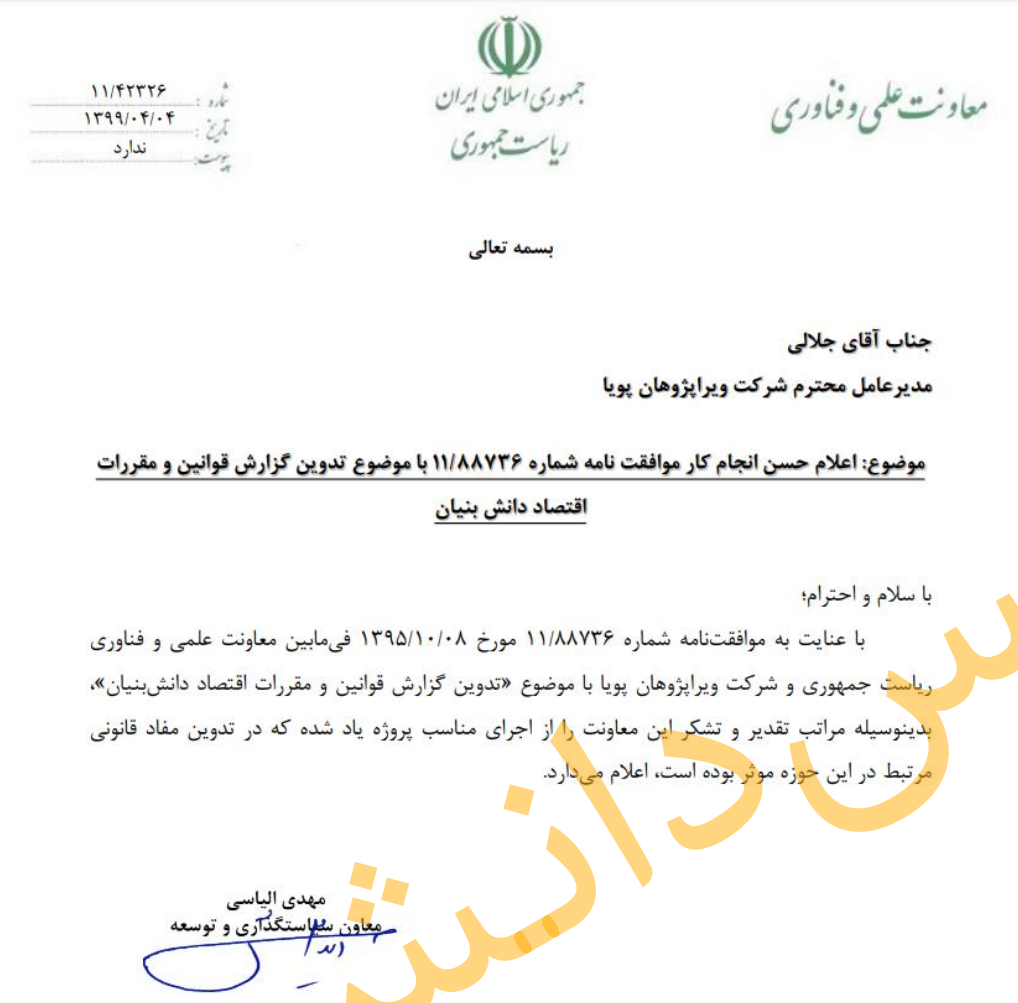 معاونت علمی و فناوری
جمهوری اسلامی ایران
ریاست جمهوری
شماره : ۱۱/۴۲۳۲۶
تاریخ : ۱۳۹۹/۰۴/۰۴
پیوست: ندارد
بسمه تعالی
جناب آقای جلالی
مدیرعامل محترم شرکت ویراپژوهان پویا
موضوع: اعلام حسن انجام کار موافقت نامه شماره ۱۱/۸۸۷۳۶ با موضوع تدوین گزارش قوانین و مقررات
اقتصاد دانش بنیان
با سلام و احترام؛
با عنایت به موافقت‌نامه شماره ۱۱/۸۸۷۳۶ مورخ ۱۳۹۵/۱۰/۰۸ فی‌مابین معاونت علمی و فناوری
ریاست جمهوری و شرکت ویراپژوهان پویا با موضوع «تدوین گزارش قوانین و مقررات اقتصاد دانش‌بنیان»،
بدینوسیله مراتب تقدیر و تشکر این معاونت را از اجرای مناسب پروژه یاد شده که در تدوین مفاد قانونی
مرتبط در این حوزه موثر بوده است، اعلام می‌دارد.
مهدی الیاسی
معاون سیاستگذاری و توسعه